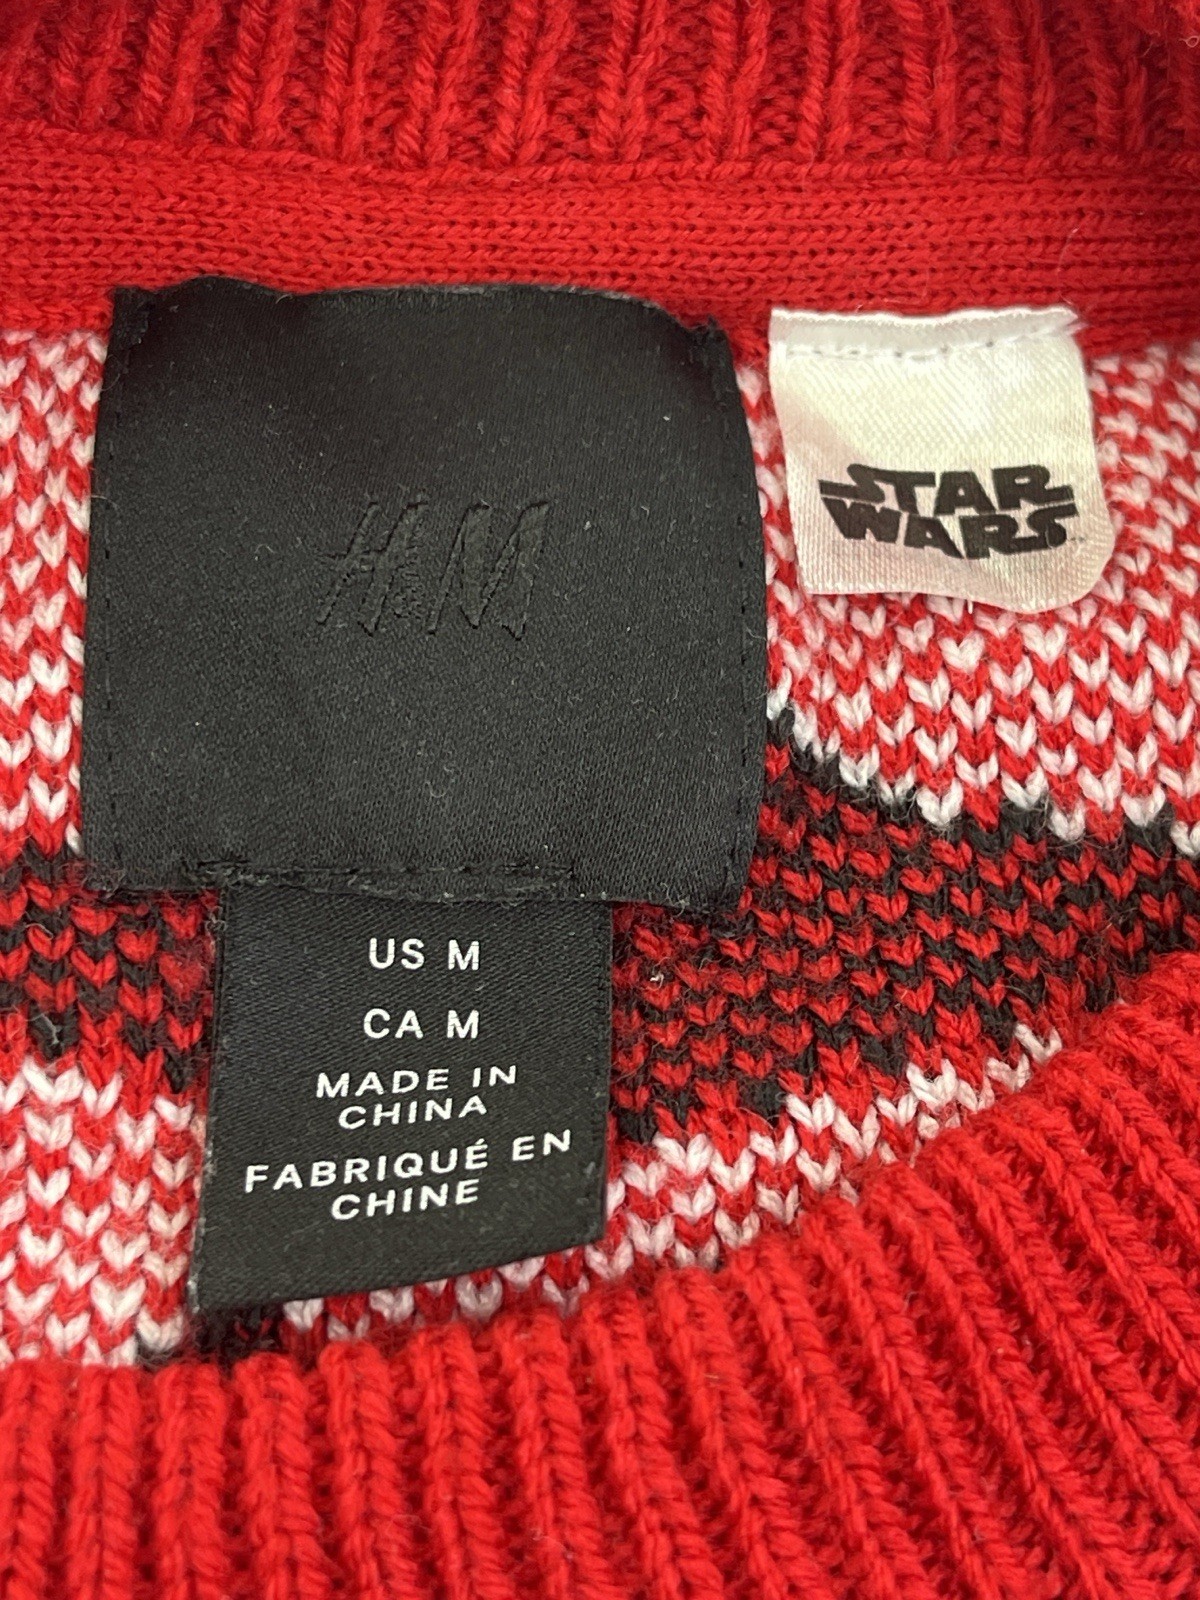 H&M
STAR
WARS
US M
CA M
MADE IN
CHINA
FABRIQUÉ EN
CHINE